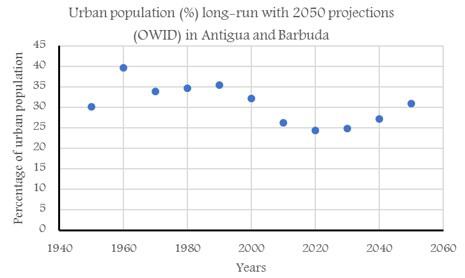 Urban population (%) long-run with 2050 projections
(OWID) in Antigua and Barbuda
Percentage of urban population
45
40
35
30
25
20
15
10
5
0
1940 1960 1980 2000 2020 2040 2060
Years